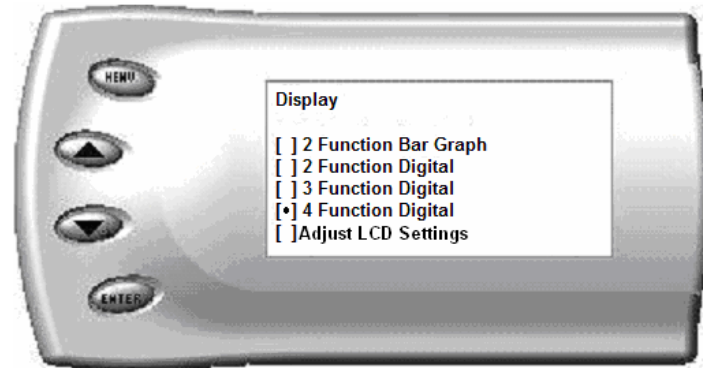 MENU
Display
[ ] 2 Function Bar Graph
[ ] 2 Function Digital
[ ] 3 Function Digital
[•] 4 Function Digital
[ ]Adjust LCD Settings
ENTER